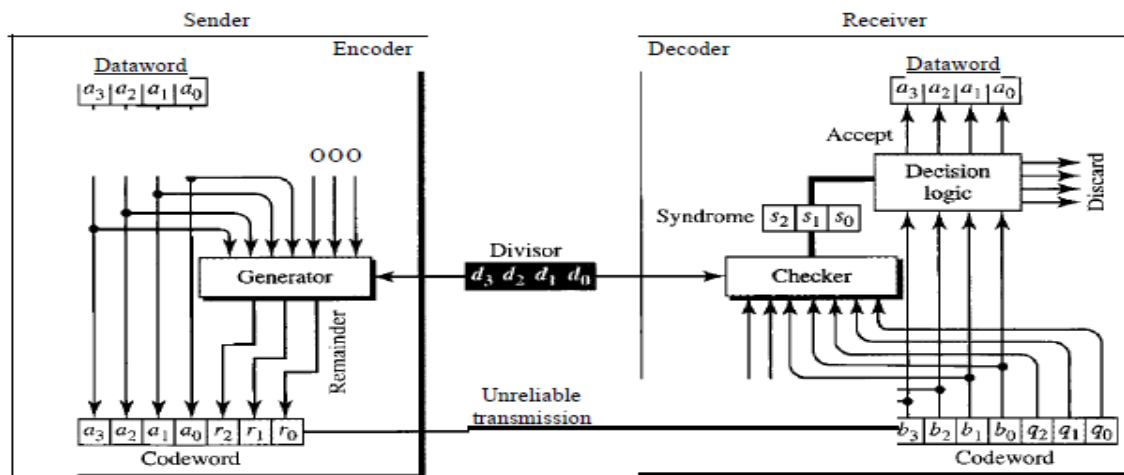 Sender
Receiver
Encoder
Decoder
Dataword
a3 a2 a1 a0
Dataword
a3 a2 a1 a0
Accept
O O O
Decision
logic
Discard
Syndrome
s2 s1 s0
Divisor
Generator
d3 d2 d1 d0
Checker
Remainder
Unreliable
transmission
a3 a2 a1 a0 r2 r1 r0
b3 b2 b1 b0 q2 q1 q0
Codeword
Codeword